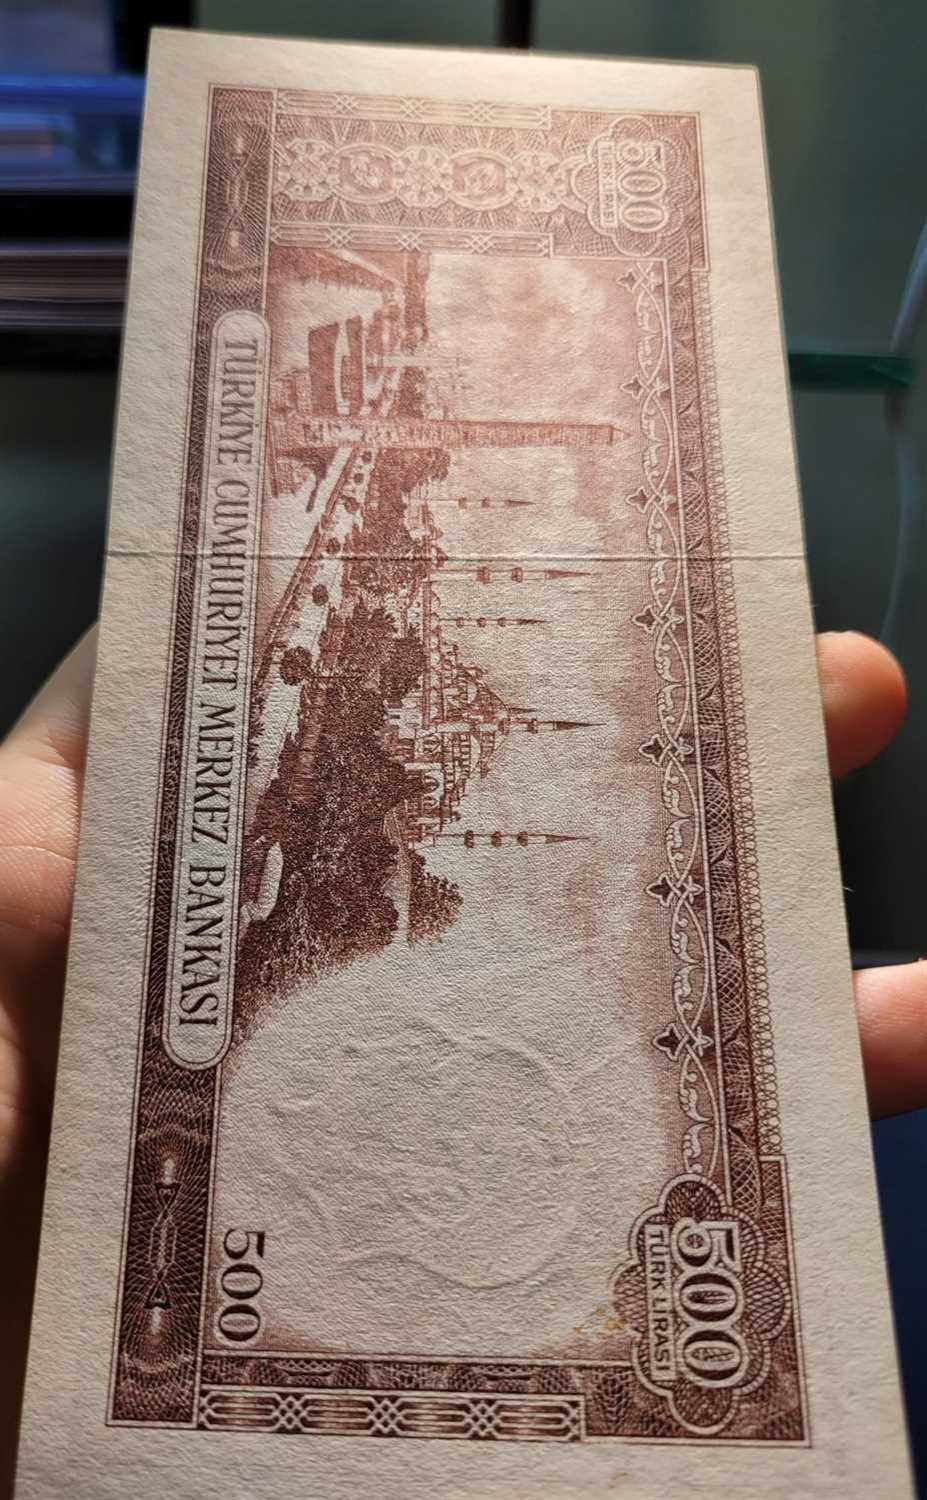 500
TÜRK LİRASI
500
TÜRK LİRASI
TÜRKİYE CUMHURİYET MERKEZ BANKASI
500